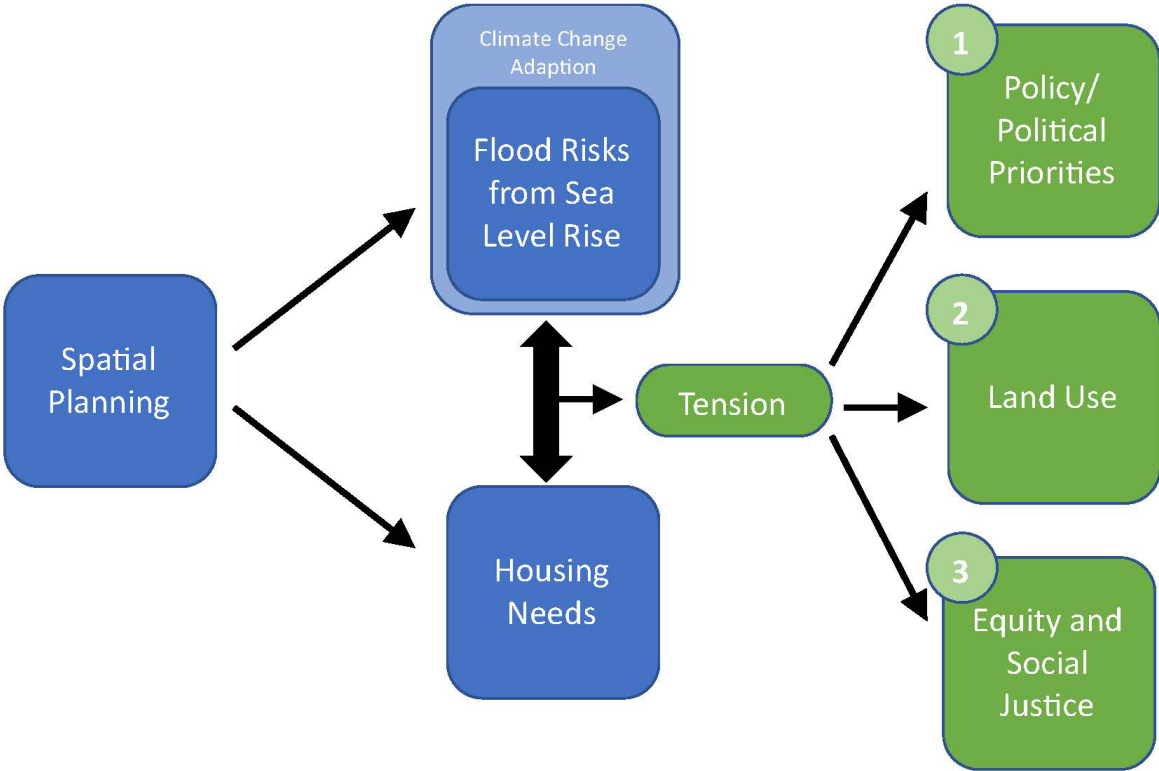 Climate Change
Adaption
Flood Risks
from Sea
Level Rise
Spatial
Planning
Housing
Needs
Tension
1
Policy/
Political
Priorities
2
Land Use
3
Equity and
Social
Justice